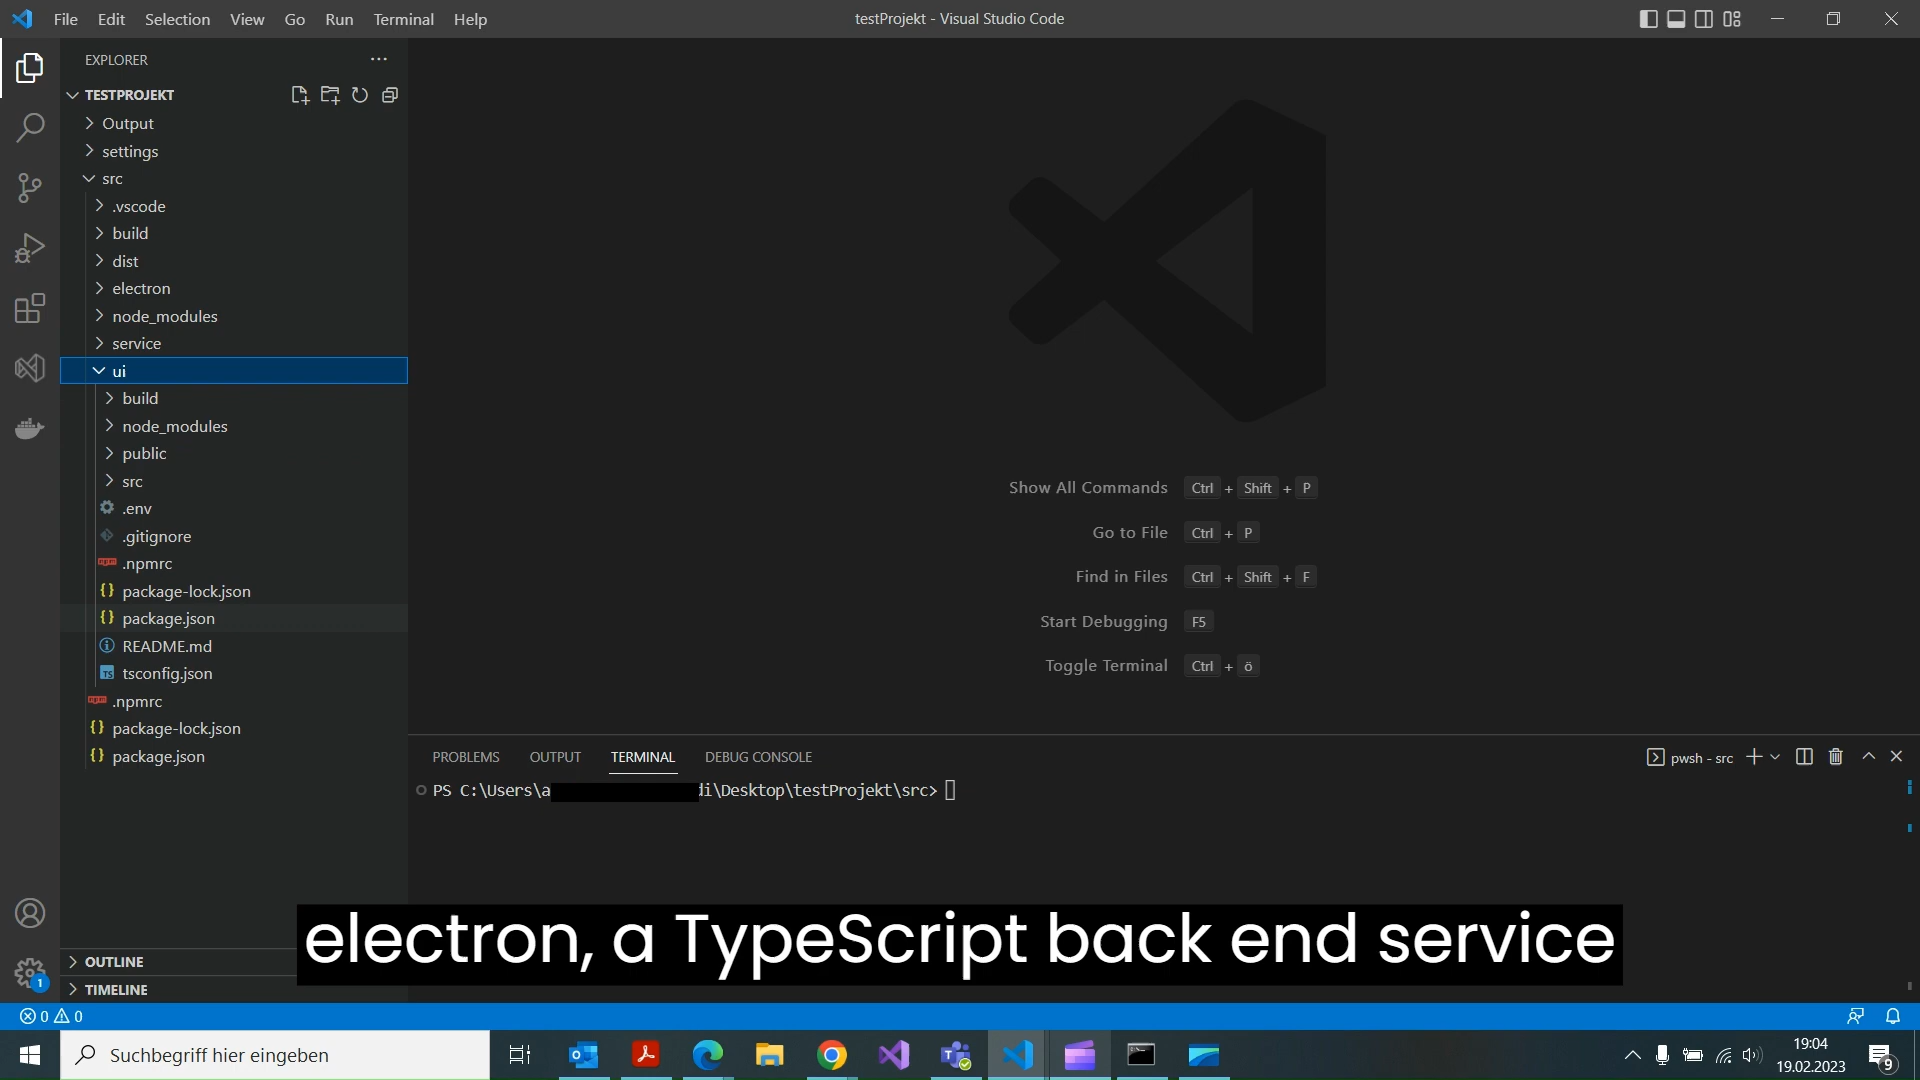 File Edit Selection View Go Run Terminal Help
testProjekt - Visual Studio Code
EXPLORER
TESTPROJEKT
Output
settings
src
.vscode
build
dist
electron
node_modules
service
ui
build
node_modules
public
src
.env
.gitignore
.npmrc
package-lock.json
package.json
README.md
tsconfig.json
.npmrc
package-lock.json
package.json
OUTLINE
TIMELINE
Show All Commands Ctrl + Shift + P
Go to File Ctrl + P
Find in Files Ctrl + Shift + F
Start Debugging F5
Toggle Terminal Ctrl + ö
PROBLEMS OUTPUT TERMINAL DEBUG CONSOLE
pwsh - src
PS C:\Users\a di\Desktop\testProjekt\src>
electron, a TypeScript back end service
1
0 0
Suchbegriff hier eingeben
19:04
19.02.2023
9